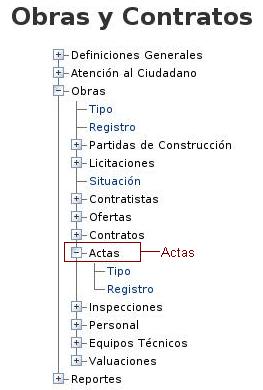 Obras y Contratos
Definiciones Generales
Atención al Ciudadano
Obras
Tipo
Registro
Partidas de Construcción
Licitaciones
Situación
Contratistas
Ofertas
Contratos
Actas Actas
Tipo
Registro
Inspecciones
Personal
Equipos Técnicos
Valuaciones
Reportes